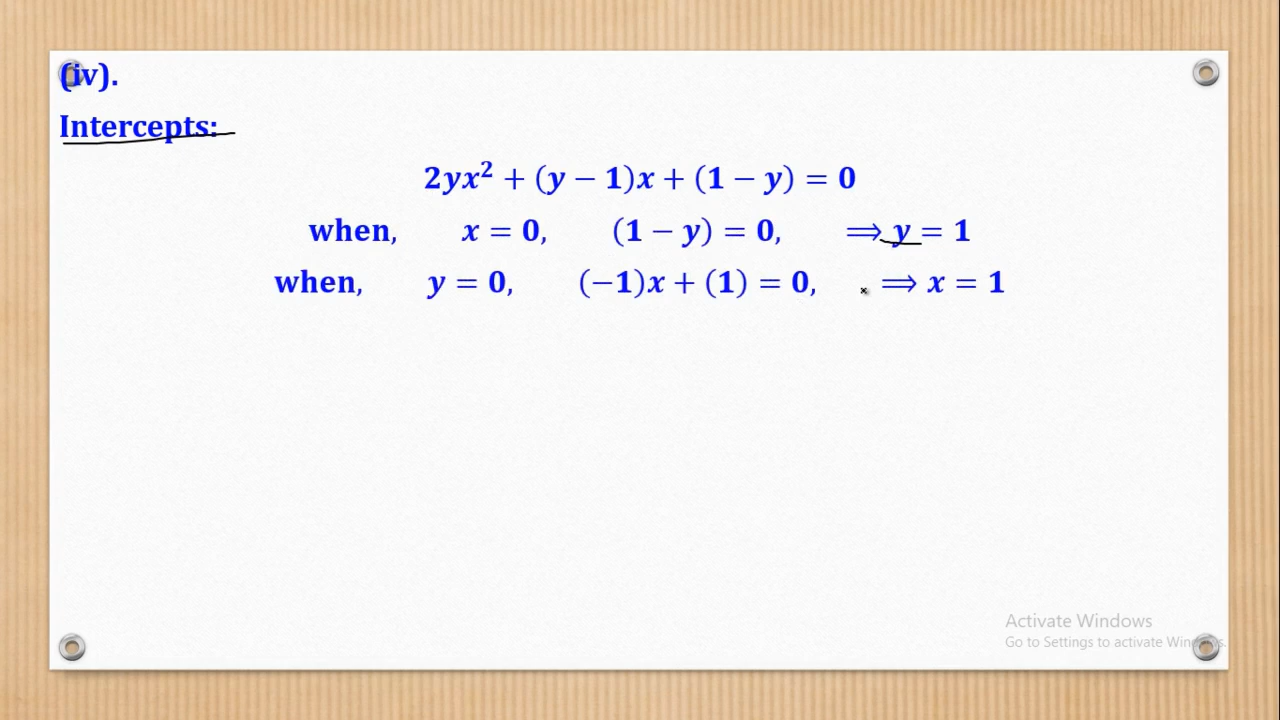 (iv).
Intercepts:
2yx² + (y − 1)x + (1 − y) = 0
when, x = 0, (1 − y) = 0, ⟹ y = 1
when, y = 0, (−1)x + (1) = 0, ⟹ x = 1
Activate Windows
Go to Settings to activate Windows.